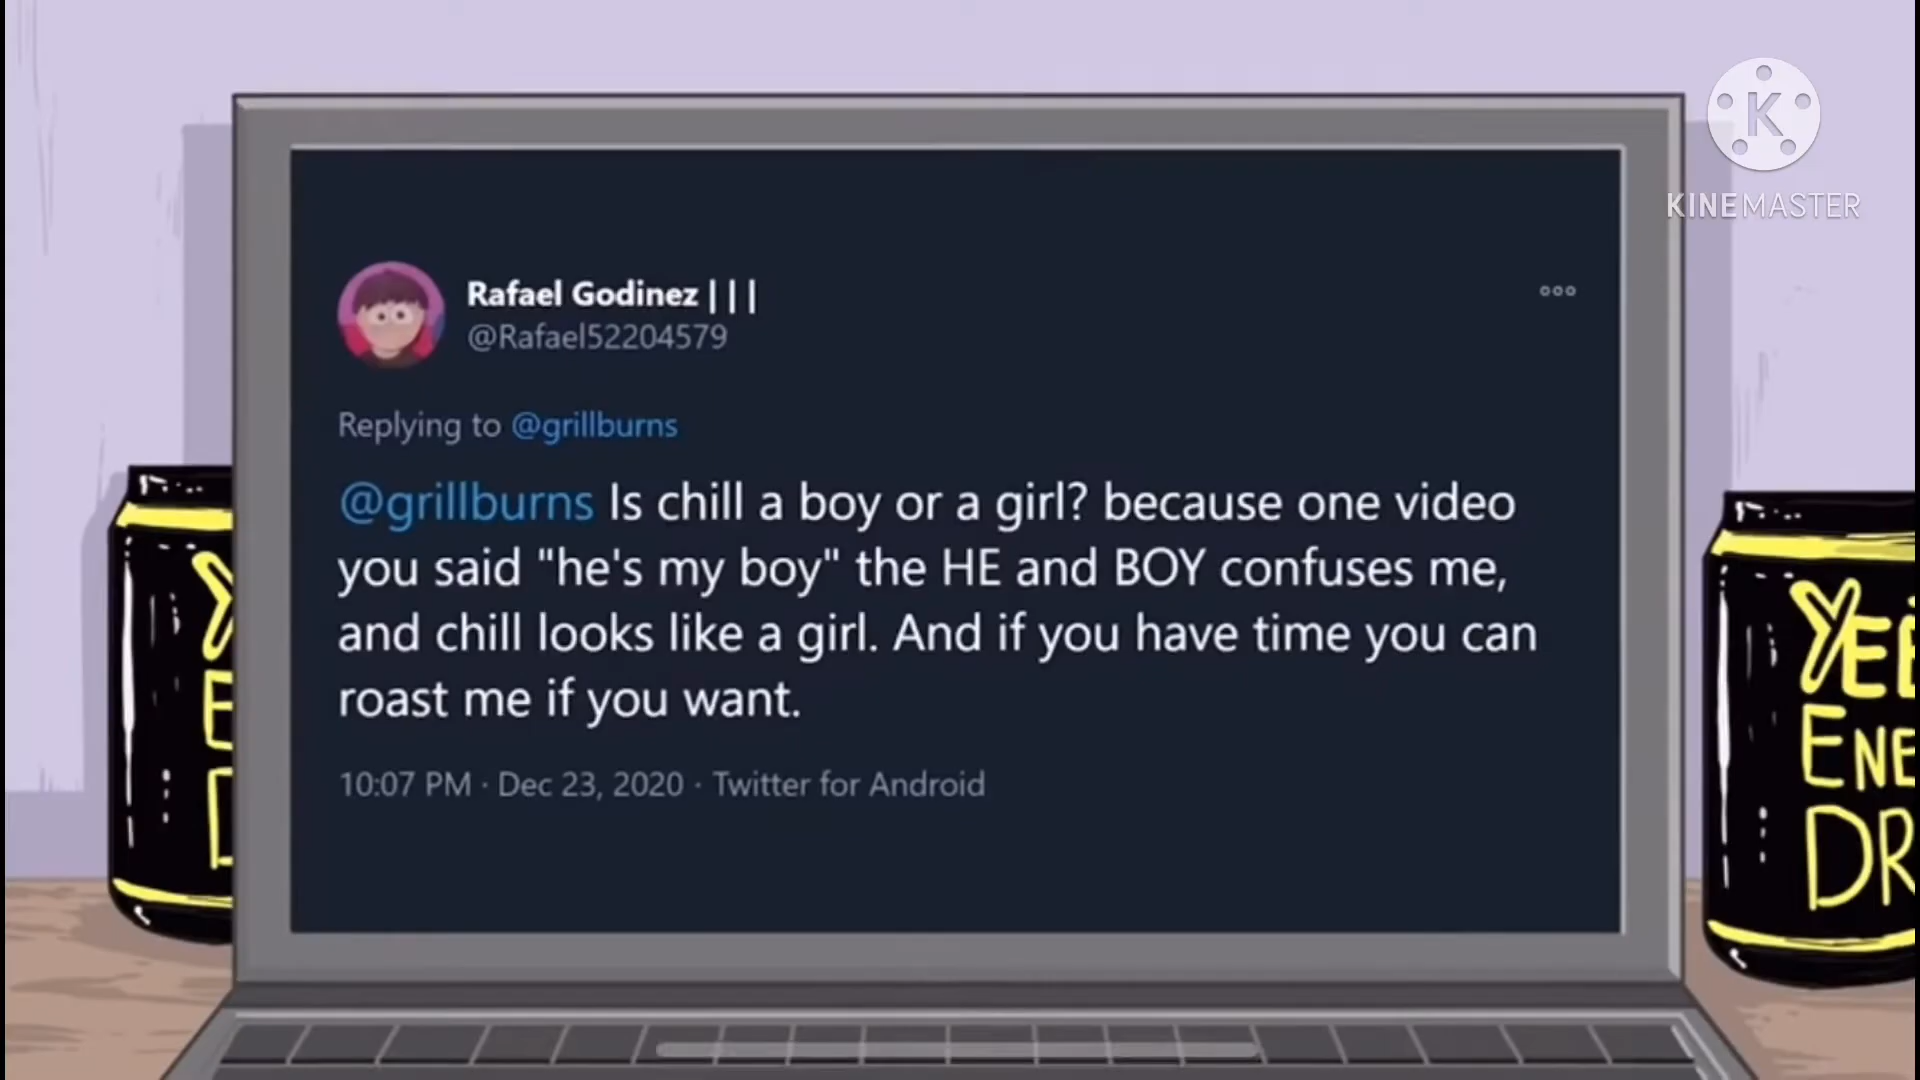 KINEMASTER
Rafael Godinez | | |
@Rafael52204579
Replying to @grillburns
@grillburns Is chill a boy or a girl? because one video
you said "he's my boy" the HE and BOY confuses me,
and chill looks like a girl. And if you have time you can
roast me if you want.
10:07 PM · Dec 23, 2020 · Twitter for Android